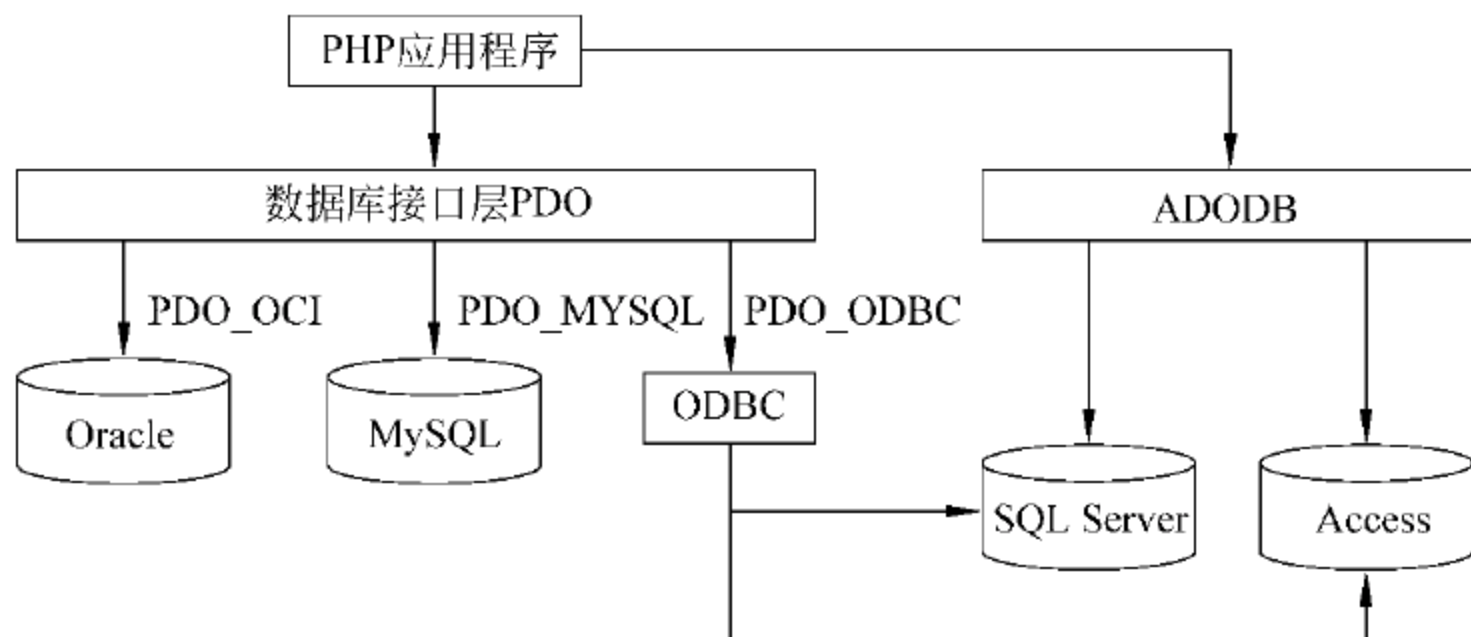 PHP应用程序
数据库接口层PDO
ADODB
PDO_OCI
PDO_MYSQL
PDO_ODBC
Oracle
MySQL
ODBC
SQL Server
Access